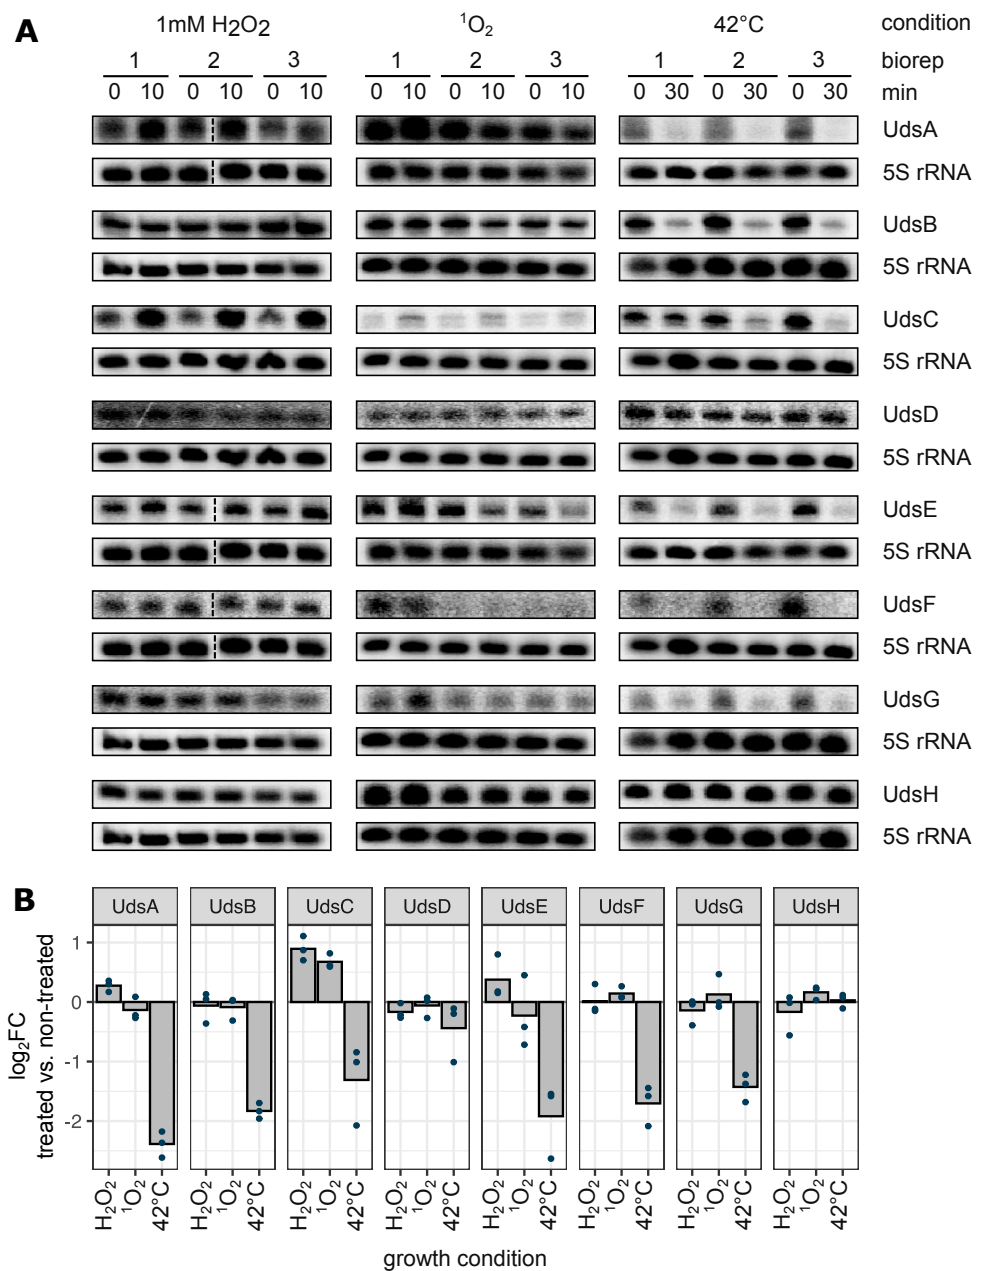 A
1mM H₂O₂ ¹O₂ 42°C condition
1 2 3 1 2 3 1 2 3 biorep
0 10 0 10 0 10 0 10 0 10 0 10 0 30 0 30 0 30 min
UdsA
5S rRNA
UdsB
5S rRNA
UdsC
5S rRNA
UdsD
5S rRNA
UdsE
5S rRNA
UdsF
5S rRNA
UdsG
5S rRNA
UdsH
5S rRNA
B
UdsA UdsB UdsC UdsD UdsE UdsF UdsG UdsH
log₂FC
treated vs. non-treated
1
0
-1
-2
H₂O₂ ¹O₂ 42°C H₂O₂ ¹O₂ 42°C H₂O₂ ¹O₂ 42°C H₂O₂ ¹O₂ 42°C H₂O₂ ¹O₂ 42°C H₂O₂ ¹O₂ 42°C H₂O₂ ¹O₂ 42°C H₂O₂ ¹O₂ 42°C
growth condition